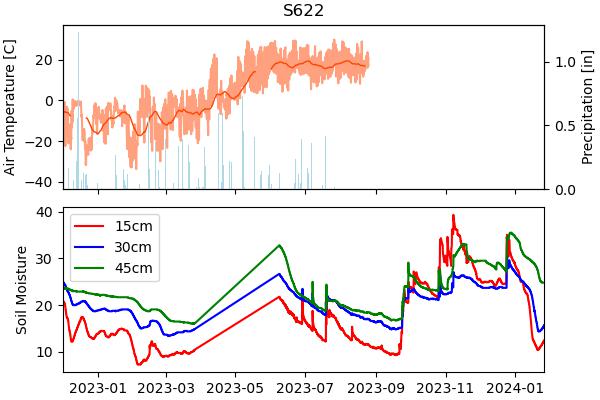 S622
Air Temperature [C]
20
0
−20
−40
Precipitation [in]
1.0
0.5
0.0
Soil Moisture
40
30
20
10
15cm
30cm
45cm
2023-01
2023-03
2023-05
2023-07
2023-09
2023-11
2024-01